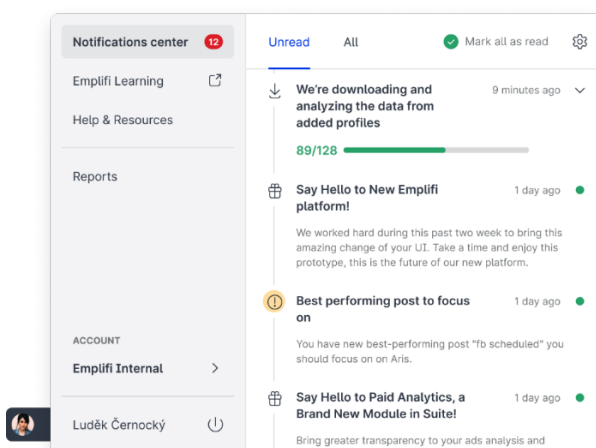 Notifications center 12
Emplifi Learning
Help & Resources
Reports
ACCOUNT
Emplifi Internal
Luděk Černocký
Unread All Mark all as read
We're downloading and 9 minutes ago
analyzing the data from
added profiles
89/128
Say Hello to New Emplifi 1 day ago
platform!
We worked hard during this past two week to bring this
amazing change of your UI. Take a time and enjoy this
prototype, this is the future of our new platform.
Best performing post to focus 1 day ago
on
You have new best-performing post "fb scheduled" you
should focus on on Aris.
Say Hello to Paid Analytics, a 1 day ago
Brand New Module in Suite!
Bring greater transparency to your ads analysis and